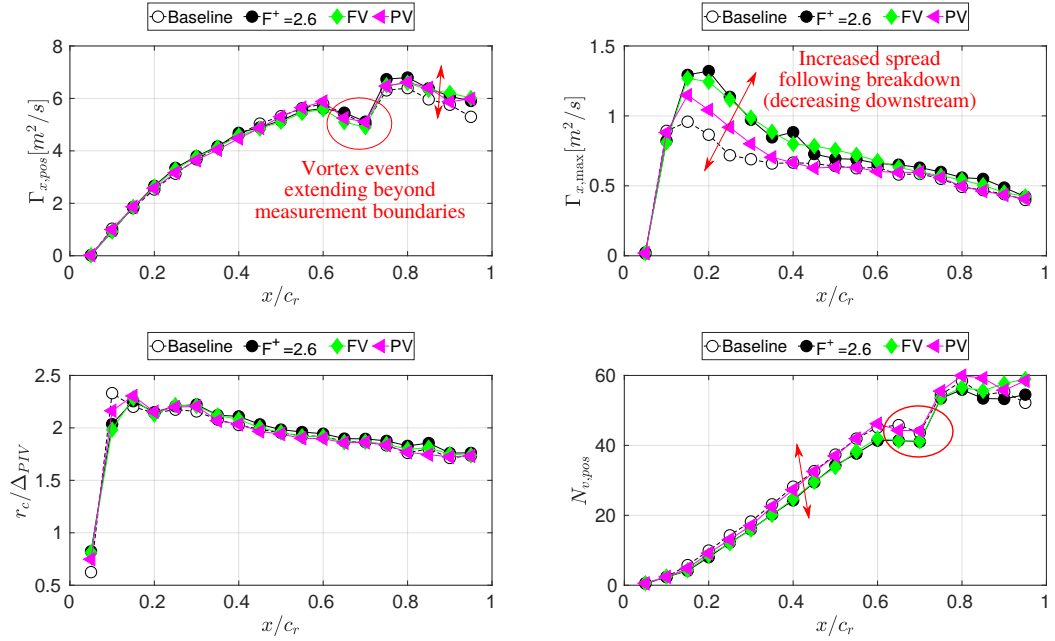 Baseline F⁺=2.6 FV PV
Γx,pos[m²/s]
8
6
4
2
0
Vortex events
extending beyond
measurement boundaries
0 0.2 0.4 0.6 0.8 1
x/cr
Baseline F⁺=2.6 FV PV
Γx,max[m²/s]
1.5
1
0.5
0
Increased spread
following breakdown
(decreasing downstream)
0 0.2 0.4 0.6 0.8 1
x/cr
Baseline F⁺=2.6 FV PV
rc/ΔPIV
2.5
2
1.5
1
0.5
0 0.2 0.4 0.6 0.8 1
x/cr
Baseline F⁺=2.6 FV PV
Nv,pos
60
40
20
0
0 0.2 0.4 0.6 0.8 1
x/cr